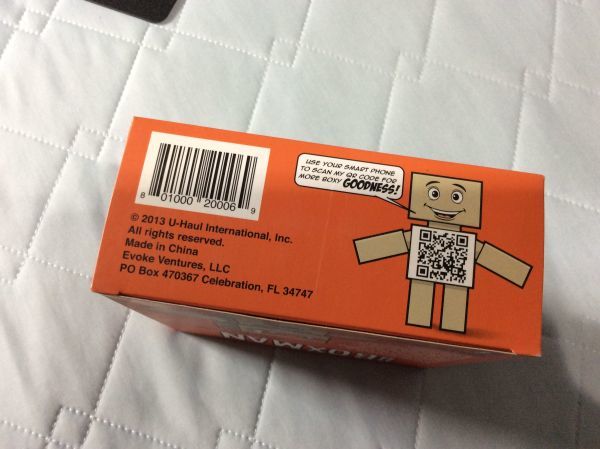 8 01000 20006 9
© 2013 U-Haul International, Inc.
All rights reserved.
Made in China
Evoke Ventures, LLC
PO Box 470367 Celebration, FL 34747
USE YOUR SMART PHONE
TO SCAN MY QR CODE FOR
MORE BOXY GOODNESS!
BOXMAN